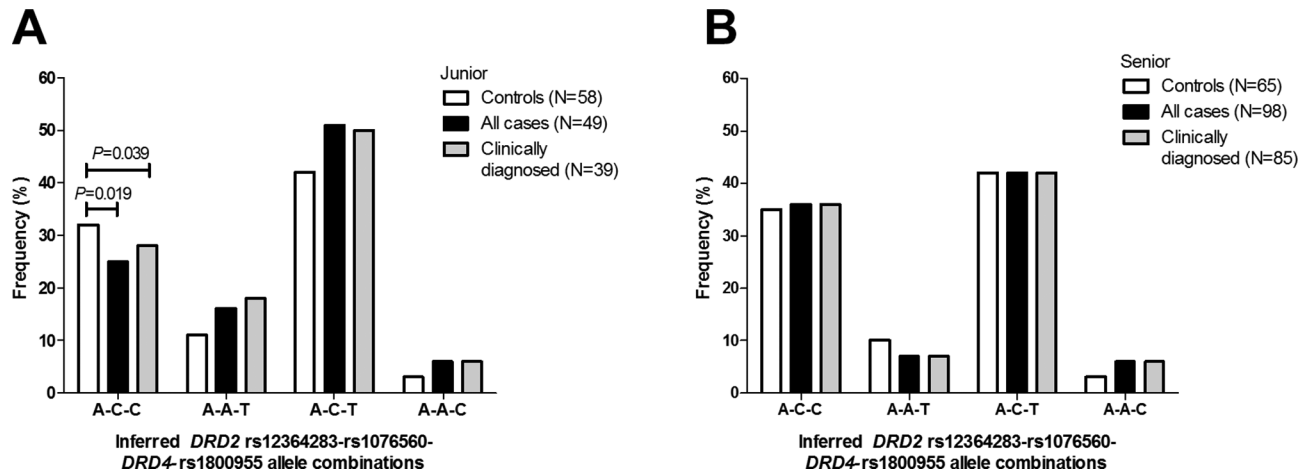 A
Junior
Controls (N=58)
All cases (N=49)
Clinically
diagnosed (N=39)
Frequency (%)
60
50
40
30
20
10
0
P=0.039
P=0.019
A-C-C A-A-T A-C-T A-A-C
Inferred DRD2 rs12364283-rs1076560-
DRD4-rs1800955 allele combinations
B
Senior
Controls (N=65)
All cases (N=98)
Clinically
diagnosed (N=85)
Frequency (%)
60
50
40
30
20
10
0
A-C-C A-A-T A-C-T A-A-C
Inferred DRD2 rs12364283-rs1076560-
DRD4-rs1800955 allele combinations